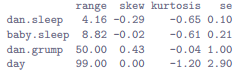 range skew kurtosis se
dan.sleep 4.16 -0.29 -0.65 0.10
baby.sleep 8.82 -0.02 -0.61 0.21
dan.grump 50.00 0.43 -0.04 1.00
day 99.00 0.00 -1.20 2.90